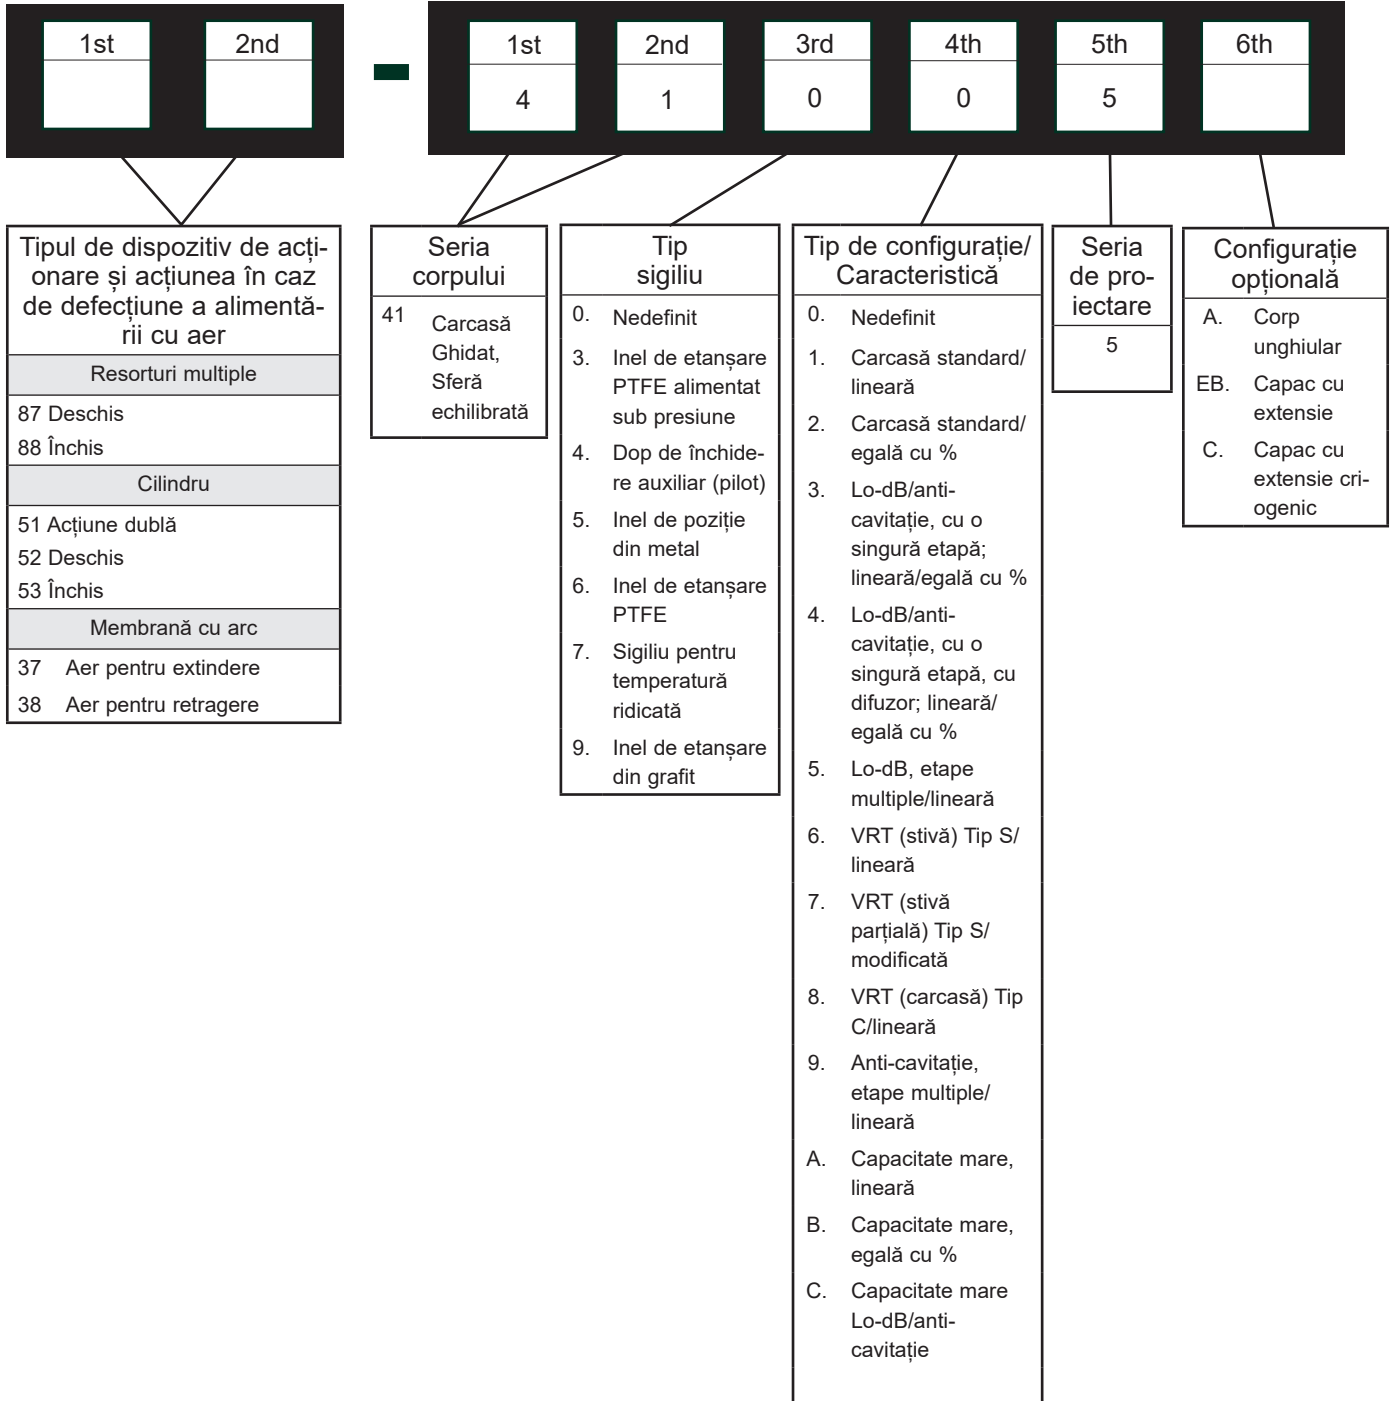 1st 2nd 1st 2nd 3rd 4th 5th 6th
4 1 0 0 5
Tipul de dispozitiv de acți-
onare și acțiunea în caz
de defecțiune a alimentă-
rii cu aer
Resorturi multiple
87 Deschis
88 Închis
Cilindru
51 Acțiune dublă
52 Deschis
53 Închis
Membrană cu arc
37 Aer pentru extindere
38 Aer pentru retragere
Seria
corpului
41 Carcasă
Ghidat,
Sferă
echilibrată
Tip
sigiliu
0. Nedefinit
3. Inel de etanșare
PTFE alimentat
sub presiune
4. Dop de închide-
re auxiliar (pilot)
5. Inel de poziție
din metal
6. Inel de etanșare
PTFE
7. Sigiliu pentru
temperatură
ridicată
9. Inel de etanșare
din grafit
Tip de configurație/
Caracteristică
0. Nedefinit
1. Carcasă standard/
lineară
2. Carcasă standard/
egală cu %
3. Lo-dB/anti-
cavitație, cu o
singură etapă;
lineară/egală cu %
4. Lo-dB/anti-
cavitație, cu o
singură etapă, cu
difuzor; lineară/
egală cu %
5. Lo-dB, etape
multiple/lineară
6. VRT (stivă) Tip S/
lineară
7. VRT (stivă
parțială) Tip S/
modificată
8. VRT (carcasă) Tip
C/lineară
9. Anti-cavitație,
etape multiple/
lineară
A. Capacitate mare,
lineară
B. Capacitate mare,
egală cu %
C. Capacitate mare
Lo-dB/anti-
cavitație
Seria
de pro-
iectare
5
Configurație
opțională
A. Corp
unghiular
EB. Capac cu
extensie
C. Capac cu
extensie cri-
ogenic